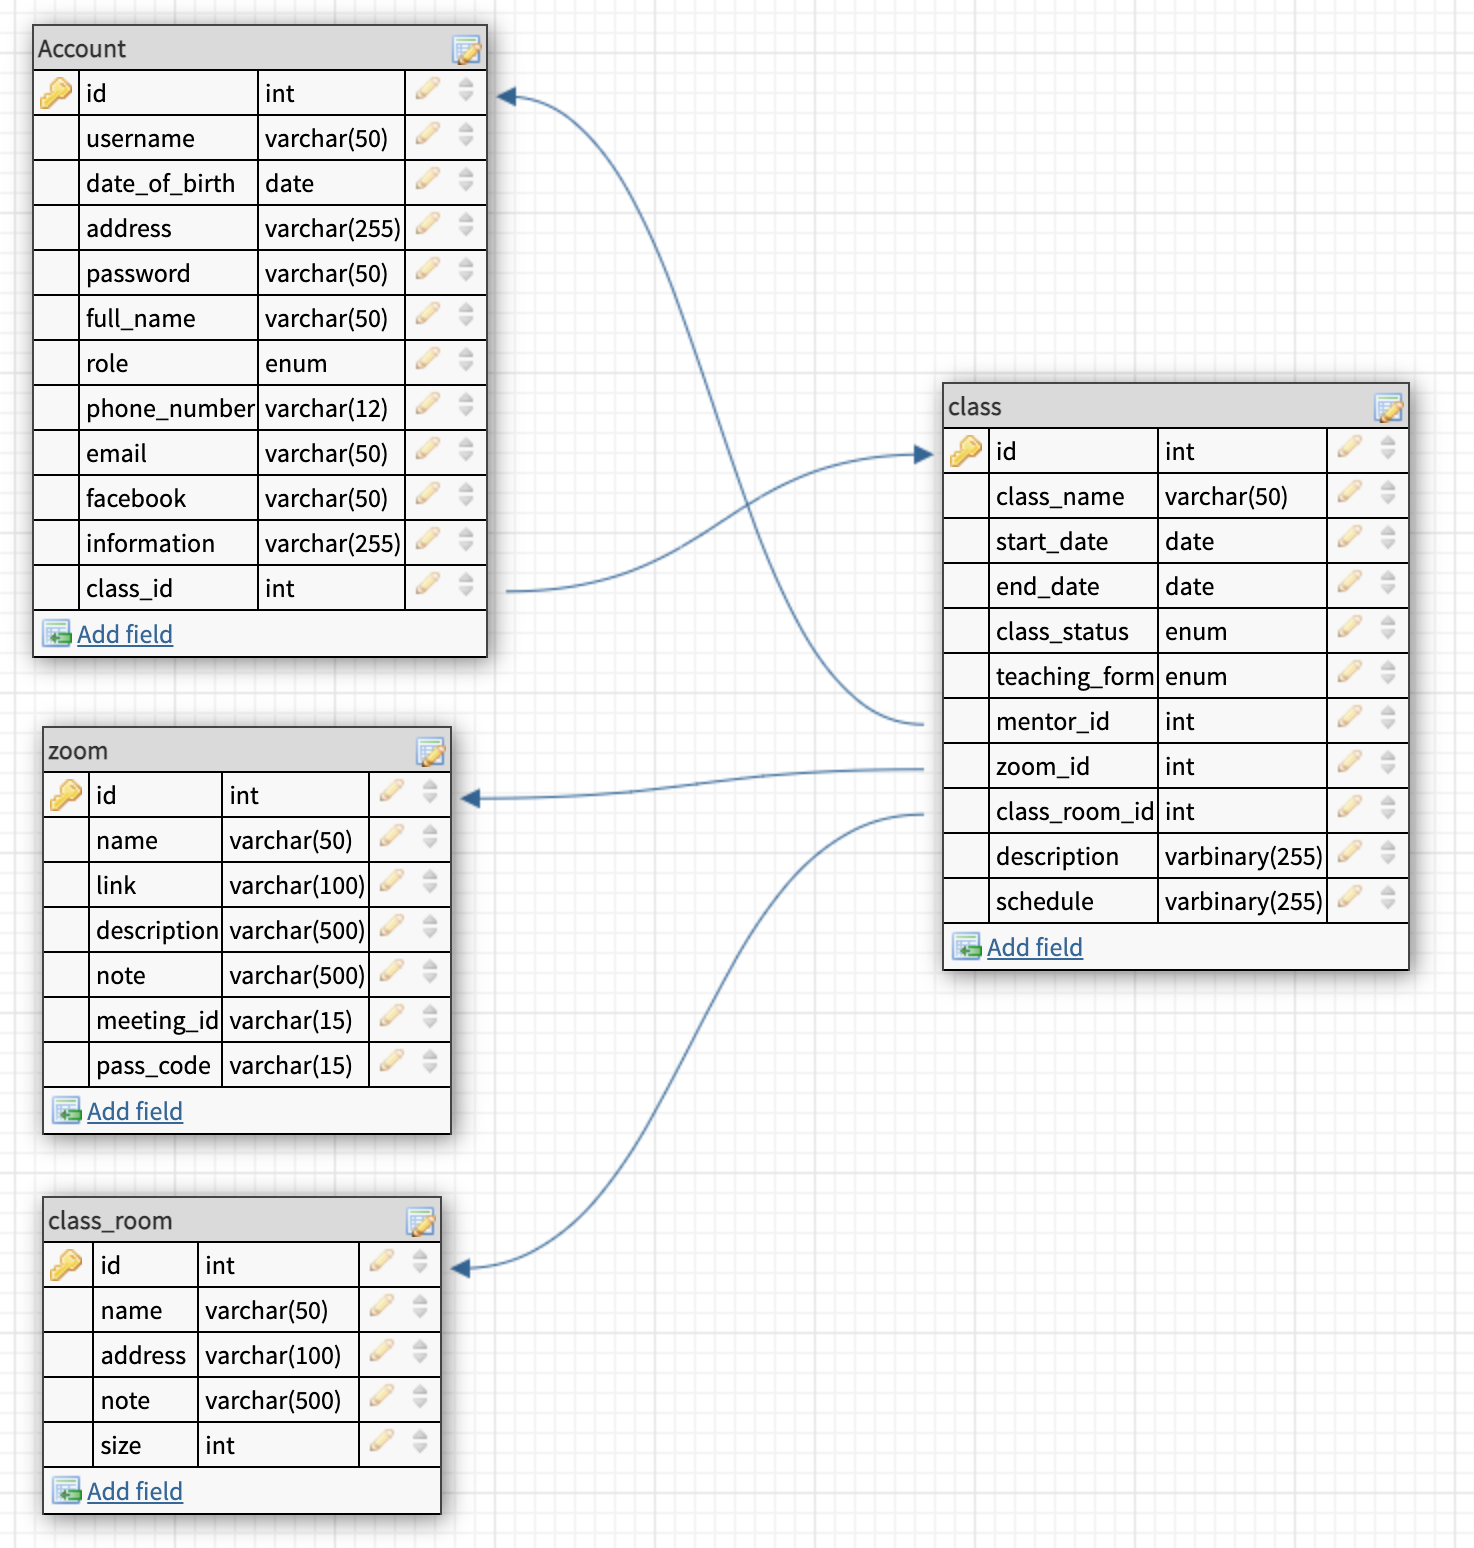 Account
id int
username varchar(50)
date_of_birth date
address varchar(255)
password varchar(50)
full_name varchar(50)
role enum
phone_number varchar(12)
email varchar(50)
facebook varchar(50)
information varchar(255)
class_id int
Add field
class
id int
class_name varchar(50)
start_date date
end_date date
class_status enum
teaching_form enum
mentor_id int
zoom_id int
class_room_id int
description varbinary(255)
schedule varbinary(255)
Add field
zoom
id int
name varchar(50)
link varchar(100)
description varchar(500)
note varchar(500)
meeting_id varchar(15)
pass_code varchar(15)
Add field
class_room
id int
name varchar(50)
address varchar(100)
note varchar(500)
size int
Add field